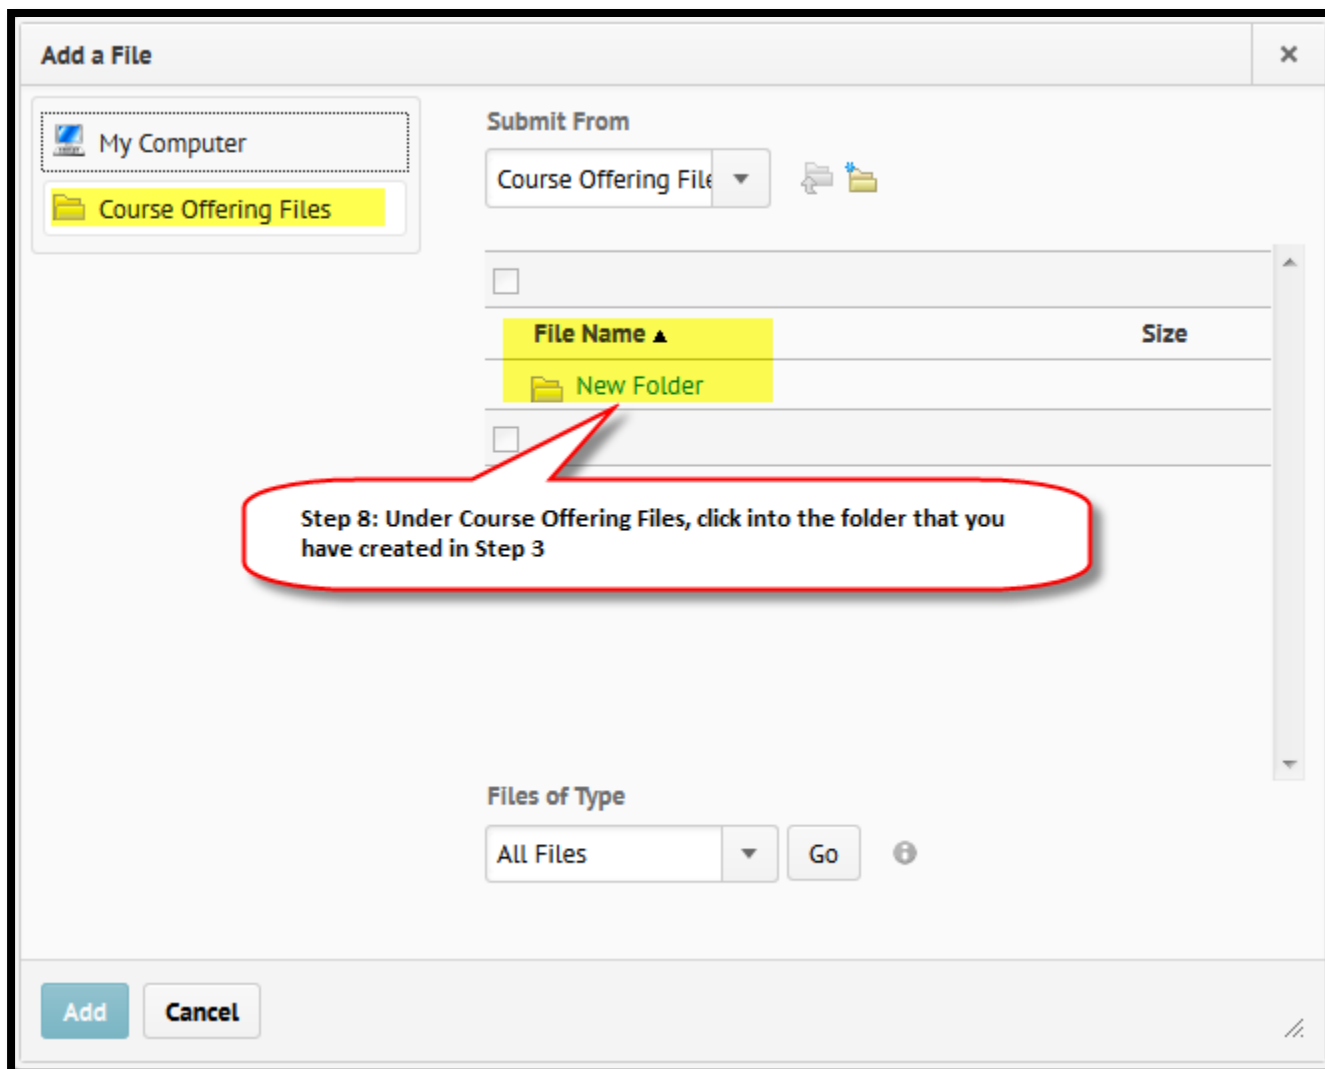 Add a File
My Computer
Course Offering Files
Submit From
Course Offering File
File Name
Size
New Folder
Step 8: Under Course Offering Files, click into the folder that you
have created in Step 3
Files of Type
All Files
Go
Add
Cancel